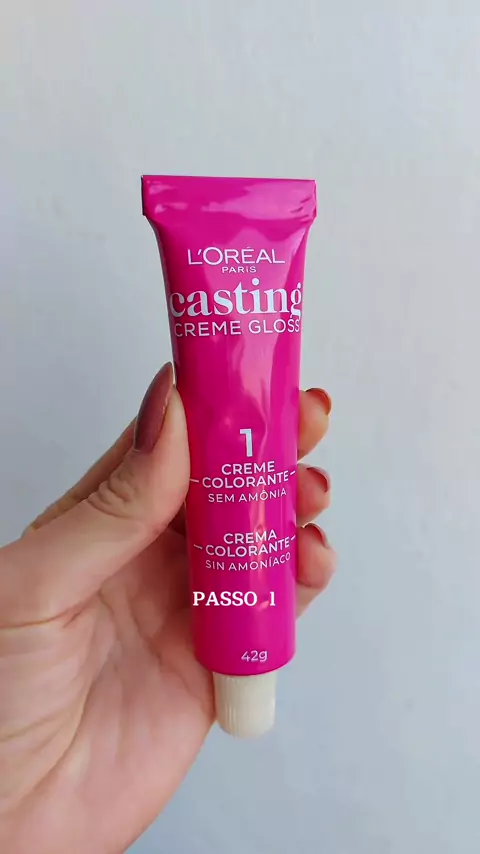 L'ORÉAL
PARIS
casting
CREME GLOSS
1
CREME
COLORANTE
SEM AMÔNIA
CREMA
COLORANTE
SIN AMONÍACO
PASSO 1
42g